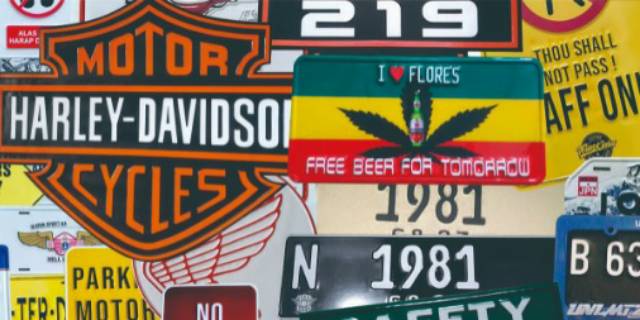 ALAS
HARAP
MOTOR
HARLEY-DAVIDSO
CYCLES
219
I ❤ FLORES
FREE BEER FOR TOMORROW
THOU SHALL
NOT PASS !
AFF ON
1981
N 1981
PARK
MOTOR
TER-D
NO
SAFETY
B 63